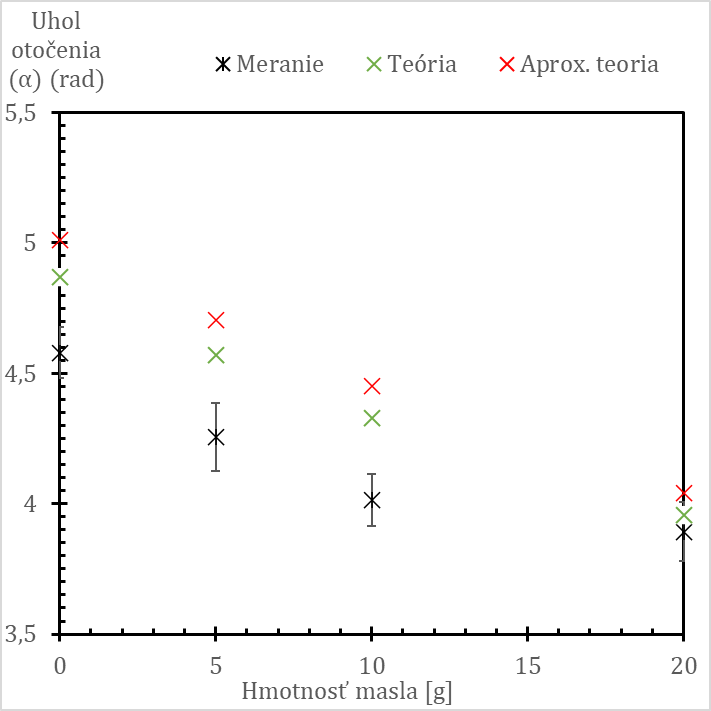 Uhol
otočenia
(α) (rad)
Meranie
Teória
Aprox. teoria
5,5
5
4,5
4
3,5
0
5
10
15
20
Hmotnosť masla [g]